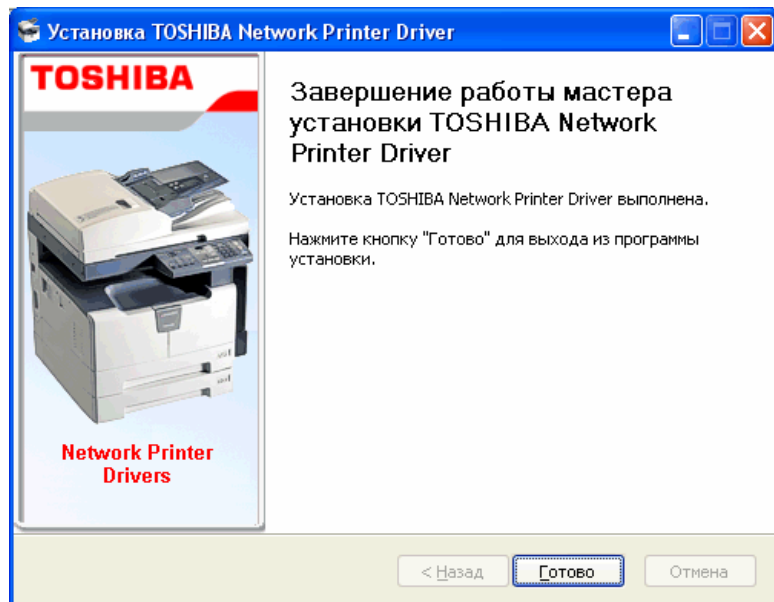 Установка TOSHIBA Network Printer Driver
TOSHIBA
Завершение работы мастера
установки TOSHIBA Network
Printer Driver
Установка TOSHIBA Network Printer Driver выполнена.
Нажмите кнопку "Готово" для выхода из программы
установки.
Network Printer
Drivers
< Назад
Готово
Отмена